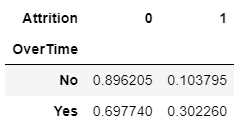 Attrition 0 1
OverTime
No 0.896205 0.103795
Yes 0.697740 0.302260